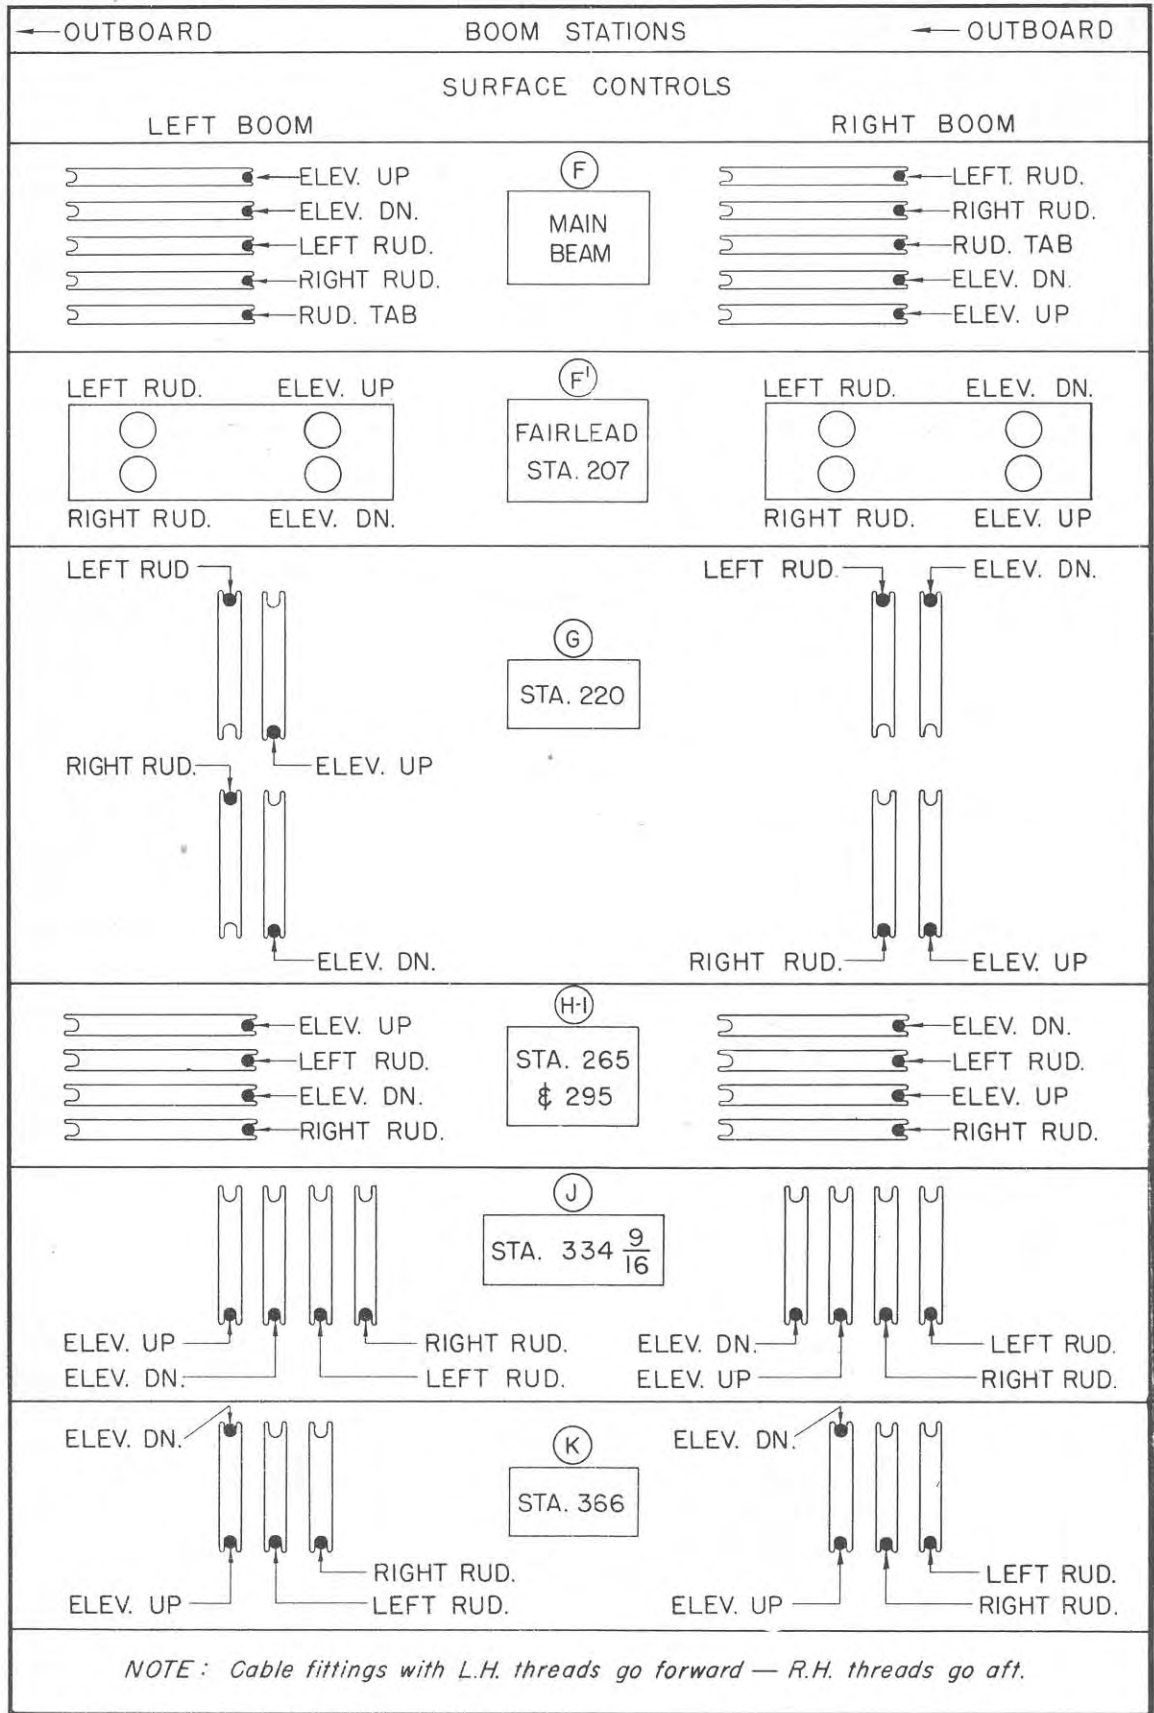 ←OUTBOARD BOOM STATIONS ←OUTBOARD
SURFACE CONTROLS
LEFT BOOM RIGHT BOOM
F
MAIN
BEAM
ELEV. UP
ELEV. DN.
LEFT RUD.
RIGHT RUD.
RUD. TAB
LEFT. RUD.
RIGHT RUD.
RUD. TAB
ELEV. DN.
ELEV. UP
F'
FAIRLEAD
STA. 207
LEFT RUD. ELEV. UP
RIGHT RUD. ELEV. DN.
LEFT RUD. ELEV. DN.
RIGHT RUD. ELEV. UP
G
STA. 220
LEFT RUD
RIGHT RUD. ELEV. UP
ELEV. DN.
LEFT RUD. ELEV. DN.
RIGHT RUD. ELEV. UP
H-I
STA. 265
& 295
ELEV. UP
LEFT RUD.
ELEV. DN.
RIGHT RUD.
ELEV. DN.
LEFT RUD.
ELEV. UP
RIGHT RUD.
J
STA. 334 9/16
ELEV. UP RIGHT RUD.
ELEV. DN. LEFT RUD.
ELEV. DN. LEFT RUD.
ELEV. UP RIGHT RUD.
K
STA. 366
ELEV. DN.
RIGHT RUD.
ELEV. UP LEFT RUD.
ELEV. DN.
LEFT RUD.
ELEV. UP RIGHT RUD.
NOTE: Cable fittings with L.H. threads go forward — R.H. threads go aft.